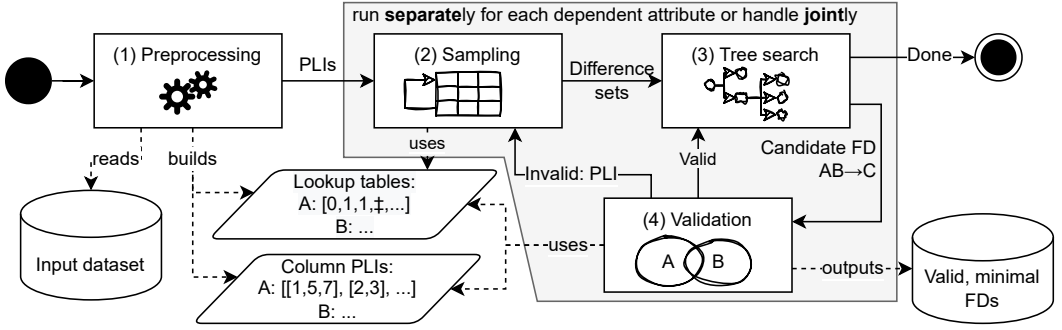 run separately for each dependent attribute or handle jointly
(1) Preprocessing
PLIs
(2) Sampling
Difference
sets
(3) Tree search
Done
reads
builds
uses
Invalid: PLI
Valid
Candidate FD
AB→C
Lookup tables:
A: [0,1,1,‡,...]
B: ...
(4) Validation
A
B
uses
outputs
Input dataset
Column PLIs:
A: [[1,5,7], [2,3], ...]
B: ...
Valid, minimal
FDs